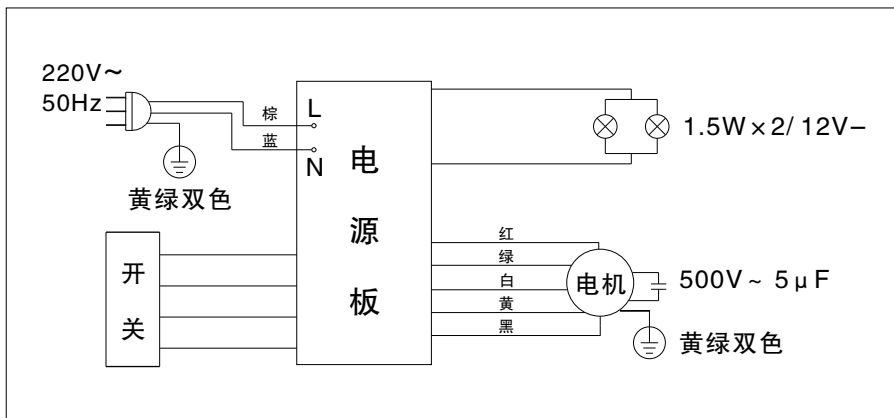 220V～
50Hz
棕
L
蓝
N
黄绿双色
电源板
开关
1.5W×2/ 12V–
红
绿
白
黄
黑
电机
500V ~ 5μF
黄绿双色